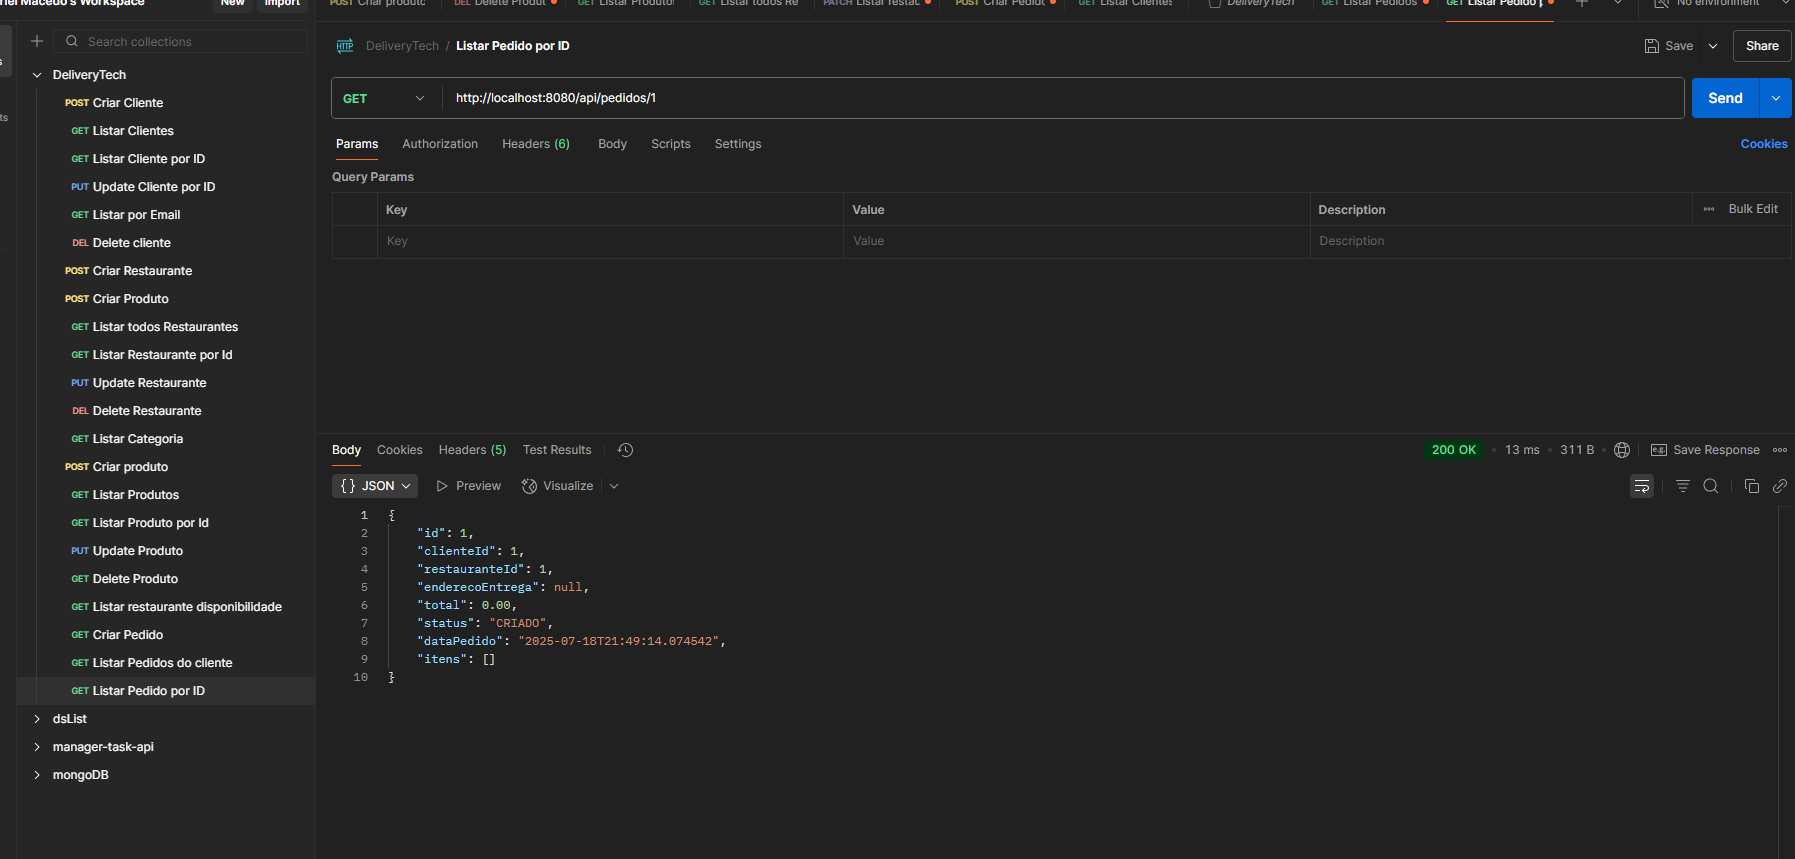 iel Macedo's Workspace
New
Import
Search collections
DeliveryTech
POST Criar Cliente
GET Listar Clientes
GET Listar Cliente por ID
PUT Update Cliente por ID
GET Listar por Email
DEL Delete cliente
POST Criar Restaurante
POST Criar Produto
GET Listar todos Restaurantes
GET Listar Restaurante por Id
PUT Update Restaurante
DEL Delete Restaurante
GET Listar Categoria
POST Criar produto
GET Listar Produtos
GET Listar Produto por Id
PUT Update Produto
GET Delete Produto
GET Listar restaurante disponibilidade
GET Criar Pedido
GET Listar Pedidos do cliente
GET Listar Pedido por ID
dsList
manager-task-api
mongoDB
POST Criar produto
DEL Delete Produt
GET Listar Produtos
GET Listar todos Re
PATCH Listar restau
POST Criar Pedid
GET Listar Clientes
DeliveryTech
GET Listar Pedidos
GET Listar Pedido p
No environment
DeliveryTech / Listar Pedido por ID
Save
Share
GET
http://localhost:8080/api/pedidos/1
Send
Params Authorization Headers (6) Body Scripts Settings
Cookies
Query Params
Key Value Description Bulk Edit
Key Value Description
Body Cookies Headers (5) Test Results
200 OK • 13 ms • 311 B
Save Response
{} JSON Preview Visualize
1 {
2 "id": 1,
3 "clienteId": 1,
4 "restauranteId": 1,
5 "enderecoEntrega": null,
6 "total": 0.00,
7 "status": "CRIADO",
8 "dataPedido": "2025-07-18T21:49:14.074542",
9 "itens": []
10 }